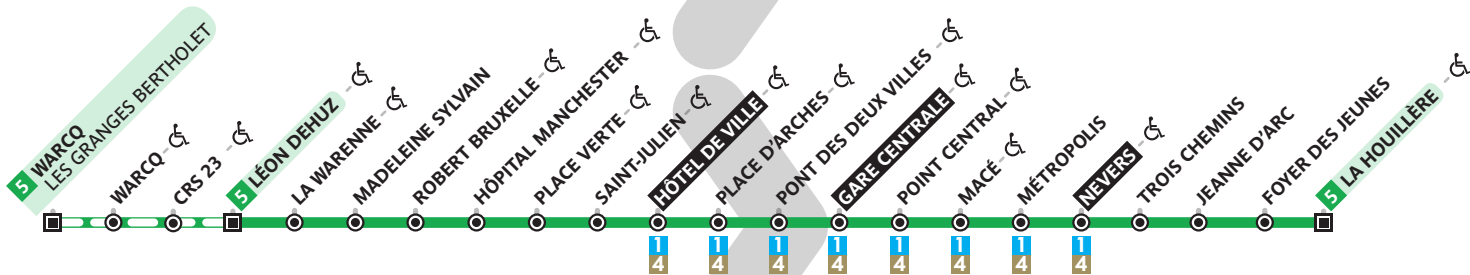 5 WARCQ
LES GRANGES BERTHOLET
WARCQ
CRS 23
5 LÉON DEHUZ
LA WARENNE
MADELEINE SYLVAIN
ROBERT BRUXELLE
HÔPITAL MANCHESTER
PLACE VERTE
SAINT-JULIEN
HÔTEL DE VILLE
PLACE D'ARCHES
PONT DES DEUX VILLES
GARE CENTRALE
POINT CENTRAL
MACÉ
MÉTROPOLIS
NEVERS
TROIS CHEMINS
JEANNE D'ARC
FOYER DES JEUNES
5 LA HOUILLÈRE
1 1 1 1 1 1 1 1
4 4 4 4 4 4 4 4